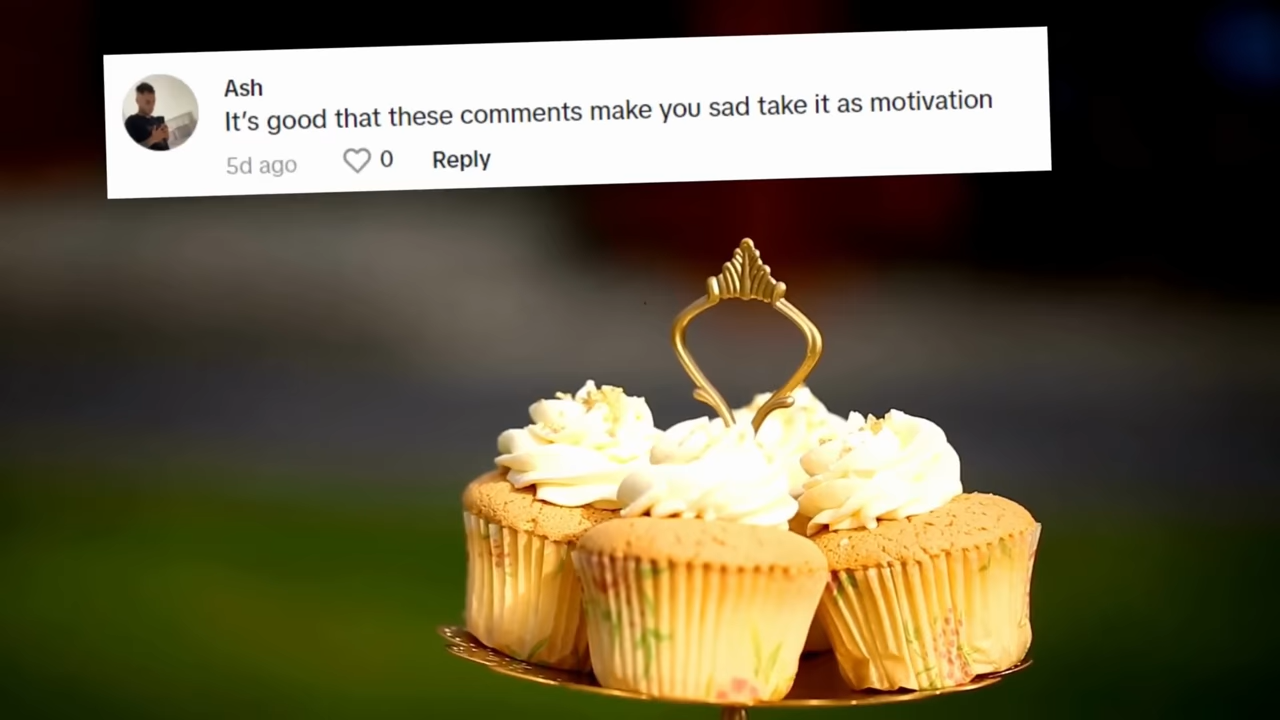 Ash
It’s good that these comments make you sad take it as motivation
5d ago 0 Reply